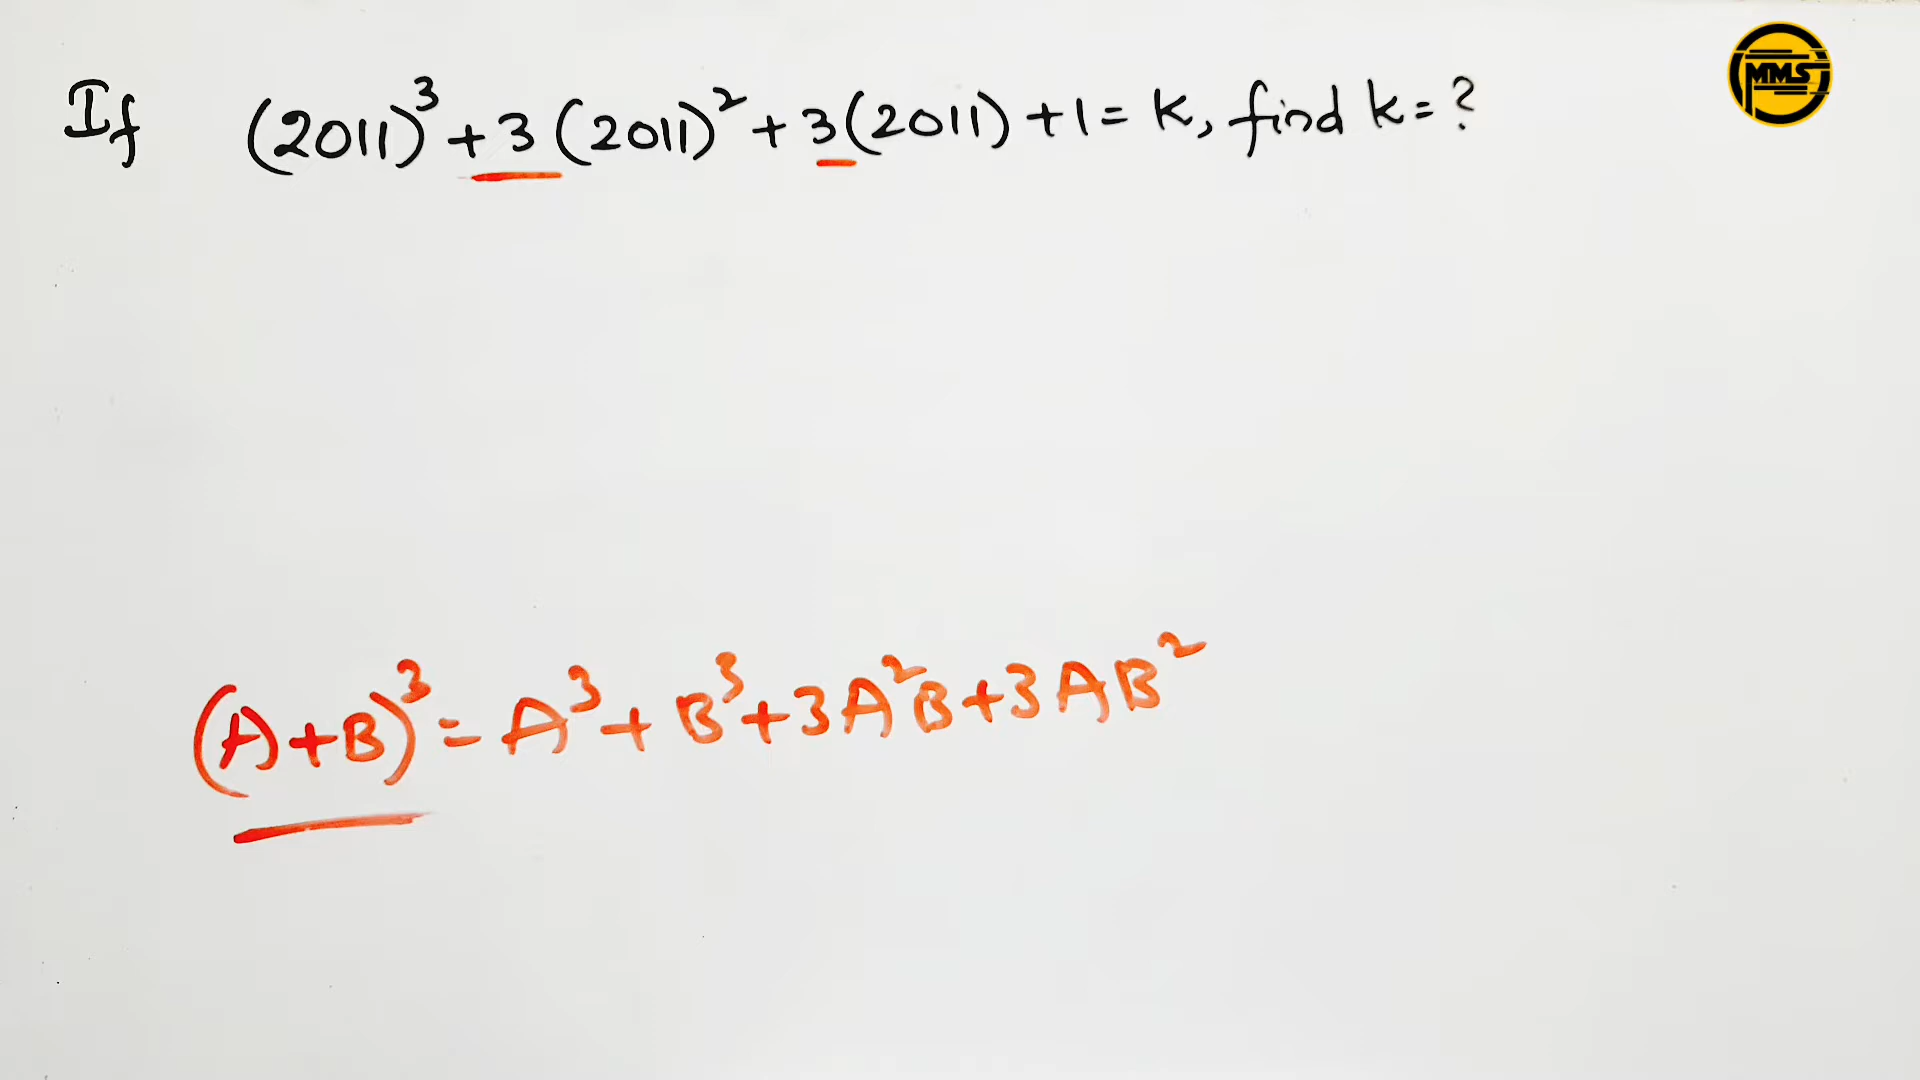 If (2011)³ + 3(2011)² + 3(2011) + 1 = K, find k = ?
MMS
(A+B)³ = A³ + B³ + 3A²B + 3AB²